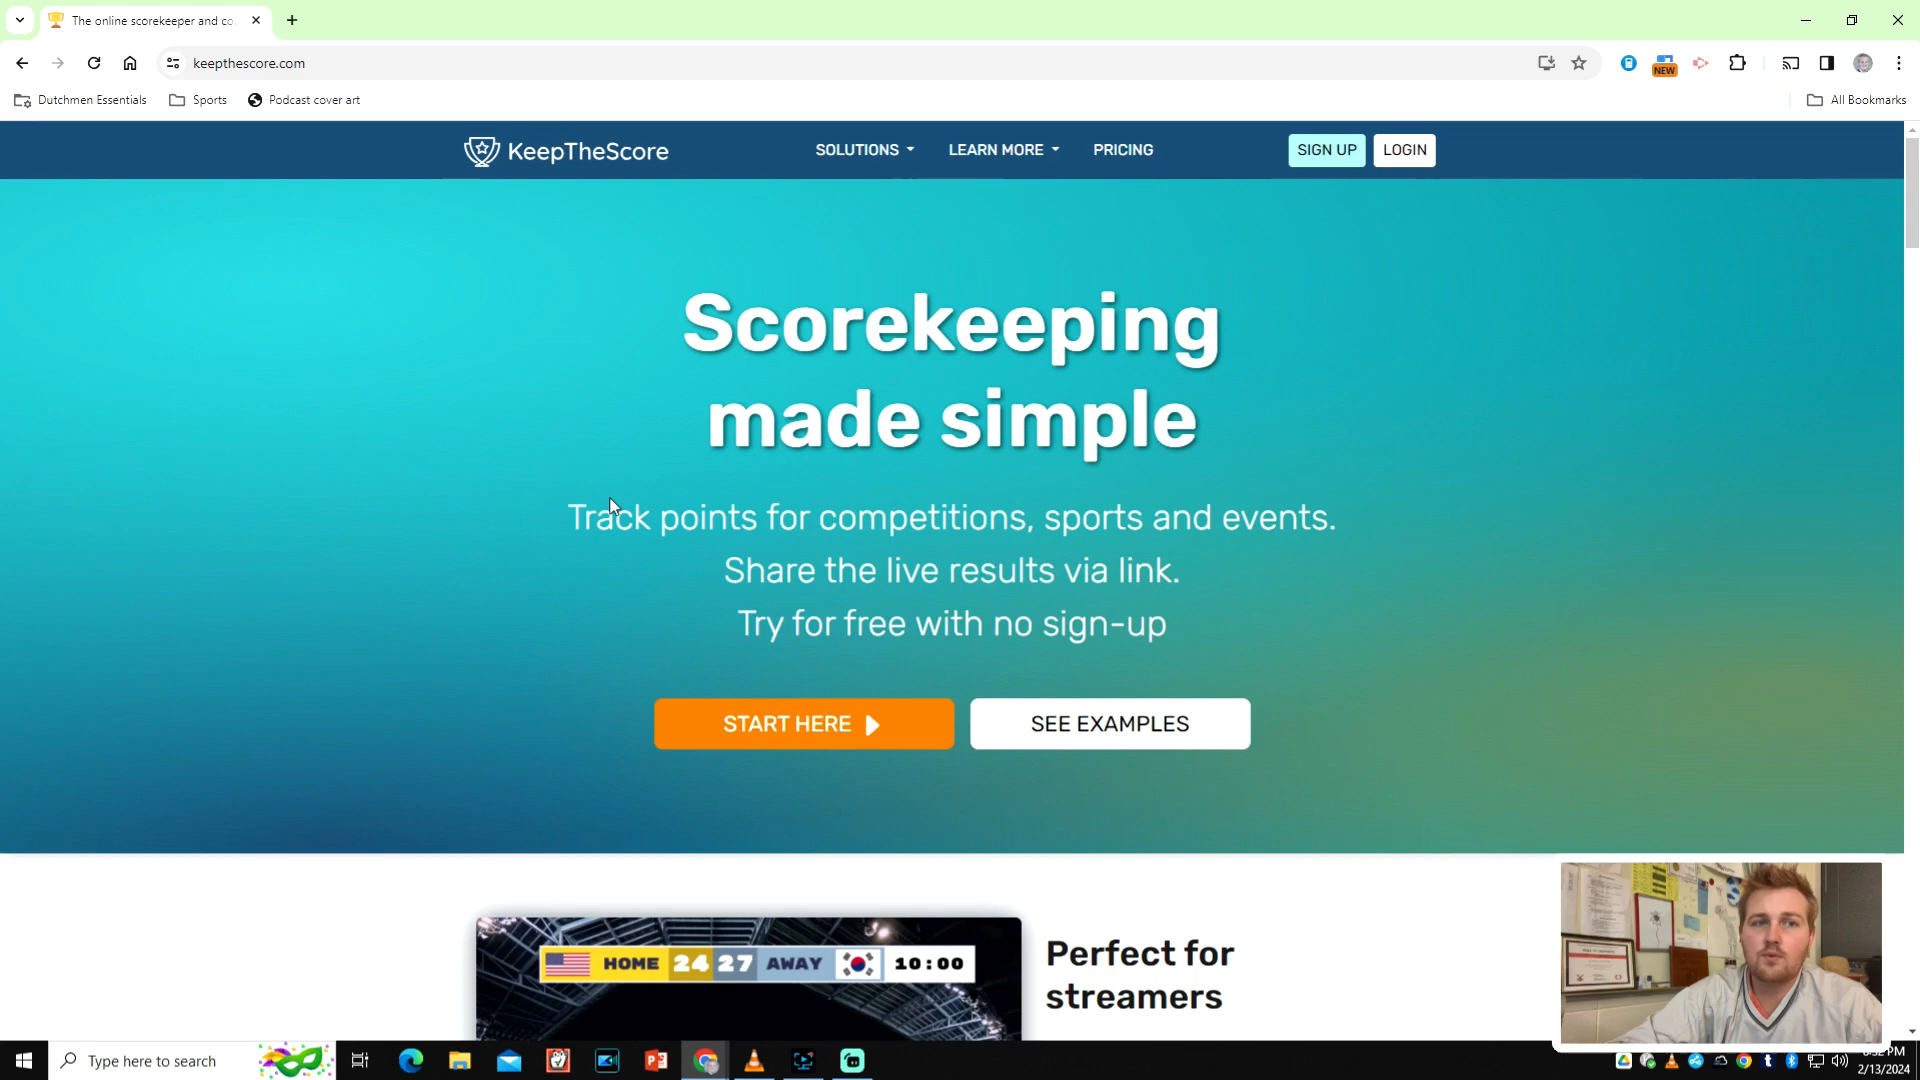 The online scorekeeper and co
keepthescore.com
NEW
Dutchmen Essentials
Sports
Podcast cover art
All Bookmarks
KeepTheScore
SOLUTIONS
LEARN MORE
PRICING
SIGN UP
LOGIN
Scorekeeping
made simple
Track points for competitions, sports and events.
Share the live results via link.
Try for free with no sign-up
START HERE
SEE EXAMPLES
HOME 24 27 AWAY 10:00
Perfect for
streamers
Type here to search
PM
2/13/2024